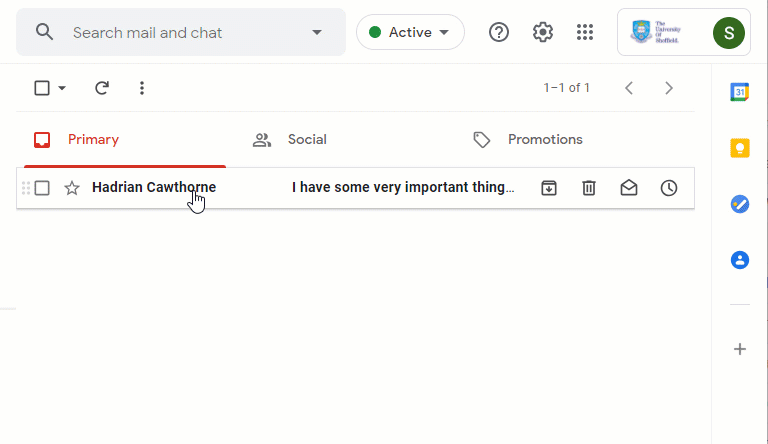 Search mail and chat
Active
The
University
Of
Sheffield.
S
1–1 of 1
31
Primary
Social
Promotions
Hadrian Cawthorne
I have some very important thing...